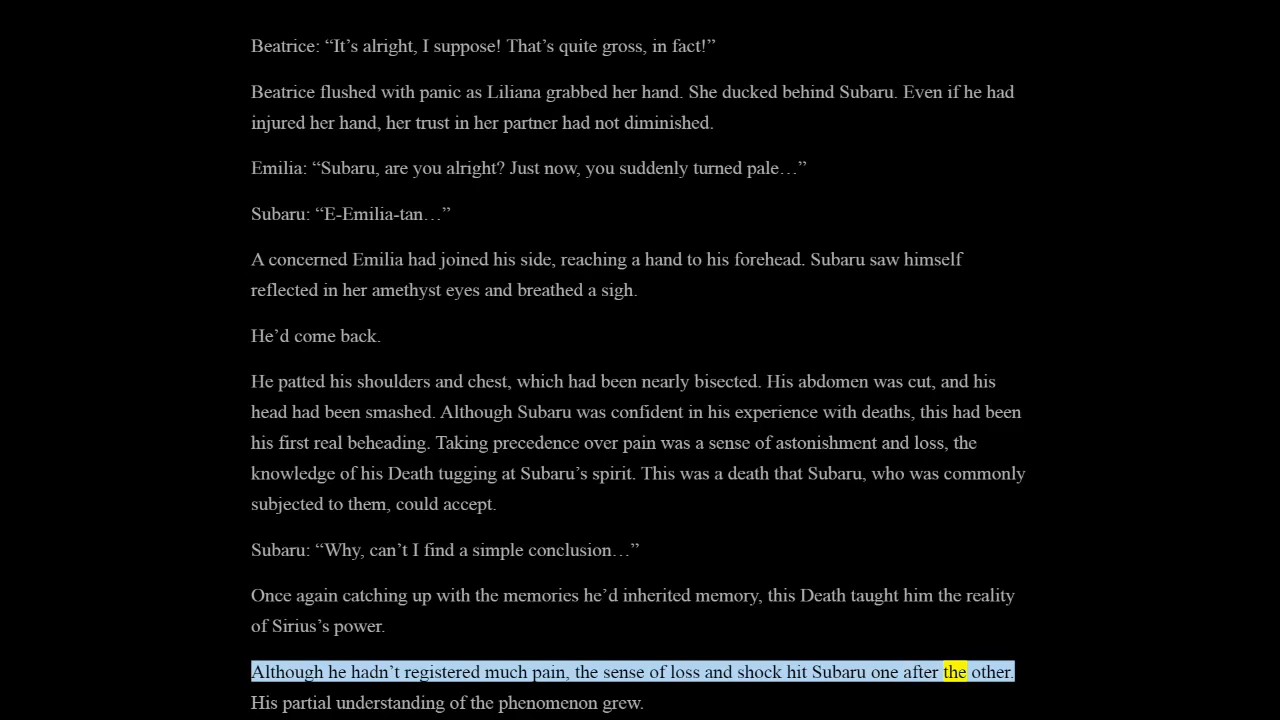 Beatrice: “It’s alright, I suppose! That’s quite gross, in fact!”
Beatrice flushed with panic as Liliana grabbed her hand. She ducked behind Subaru. Even if he had
injured her hand, her trust in her partner had not diminished.
Emilia: “Subaru, are you alright? Just now, you suddenly turned pale…”
Subaru: “E-Emilia-tan…”
A concerned Emilia had joined his side, reaching a hand to his forehead. Subaru saw himself
reflected in her amethyst eyes and breathed a sigh.
He’d come back.
He patted his shoulders and chest, which had been nearly bisected. His abdomen was cut, and his
head had been smashed. Although Subaru was confident in his experience with deaths, this had been
his first real beheading. Taking precedence over pain was a sense of astonishment and loss, the
knowledge of his Death tugging at Subaru’s spirit. This was a death that Subaru, who was commonly
subjected to them, could accept.
Subaru: “Why, can’t I find a simple conclusion…”
Once again catching up with the memories he’d inherited memory, this Death taught him the reality
of Sirius’s power.
Although he hadn’t registered much pain, the sense of loss and shock hit Subaru one after the other.
His partial understanding of the phenomenon grew.